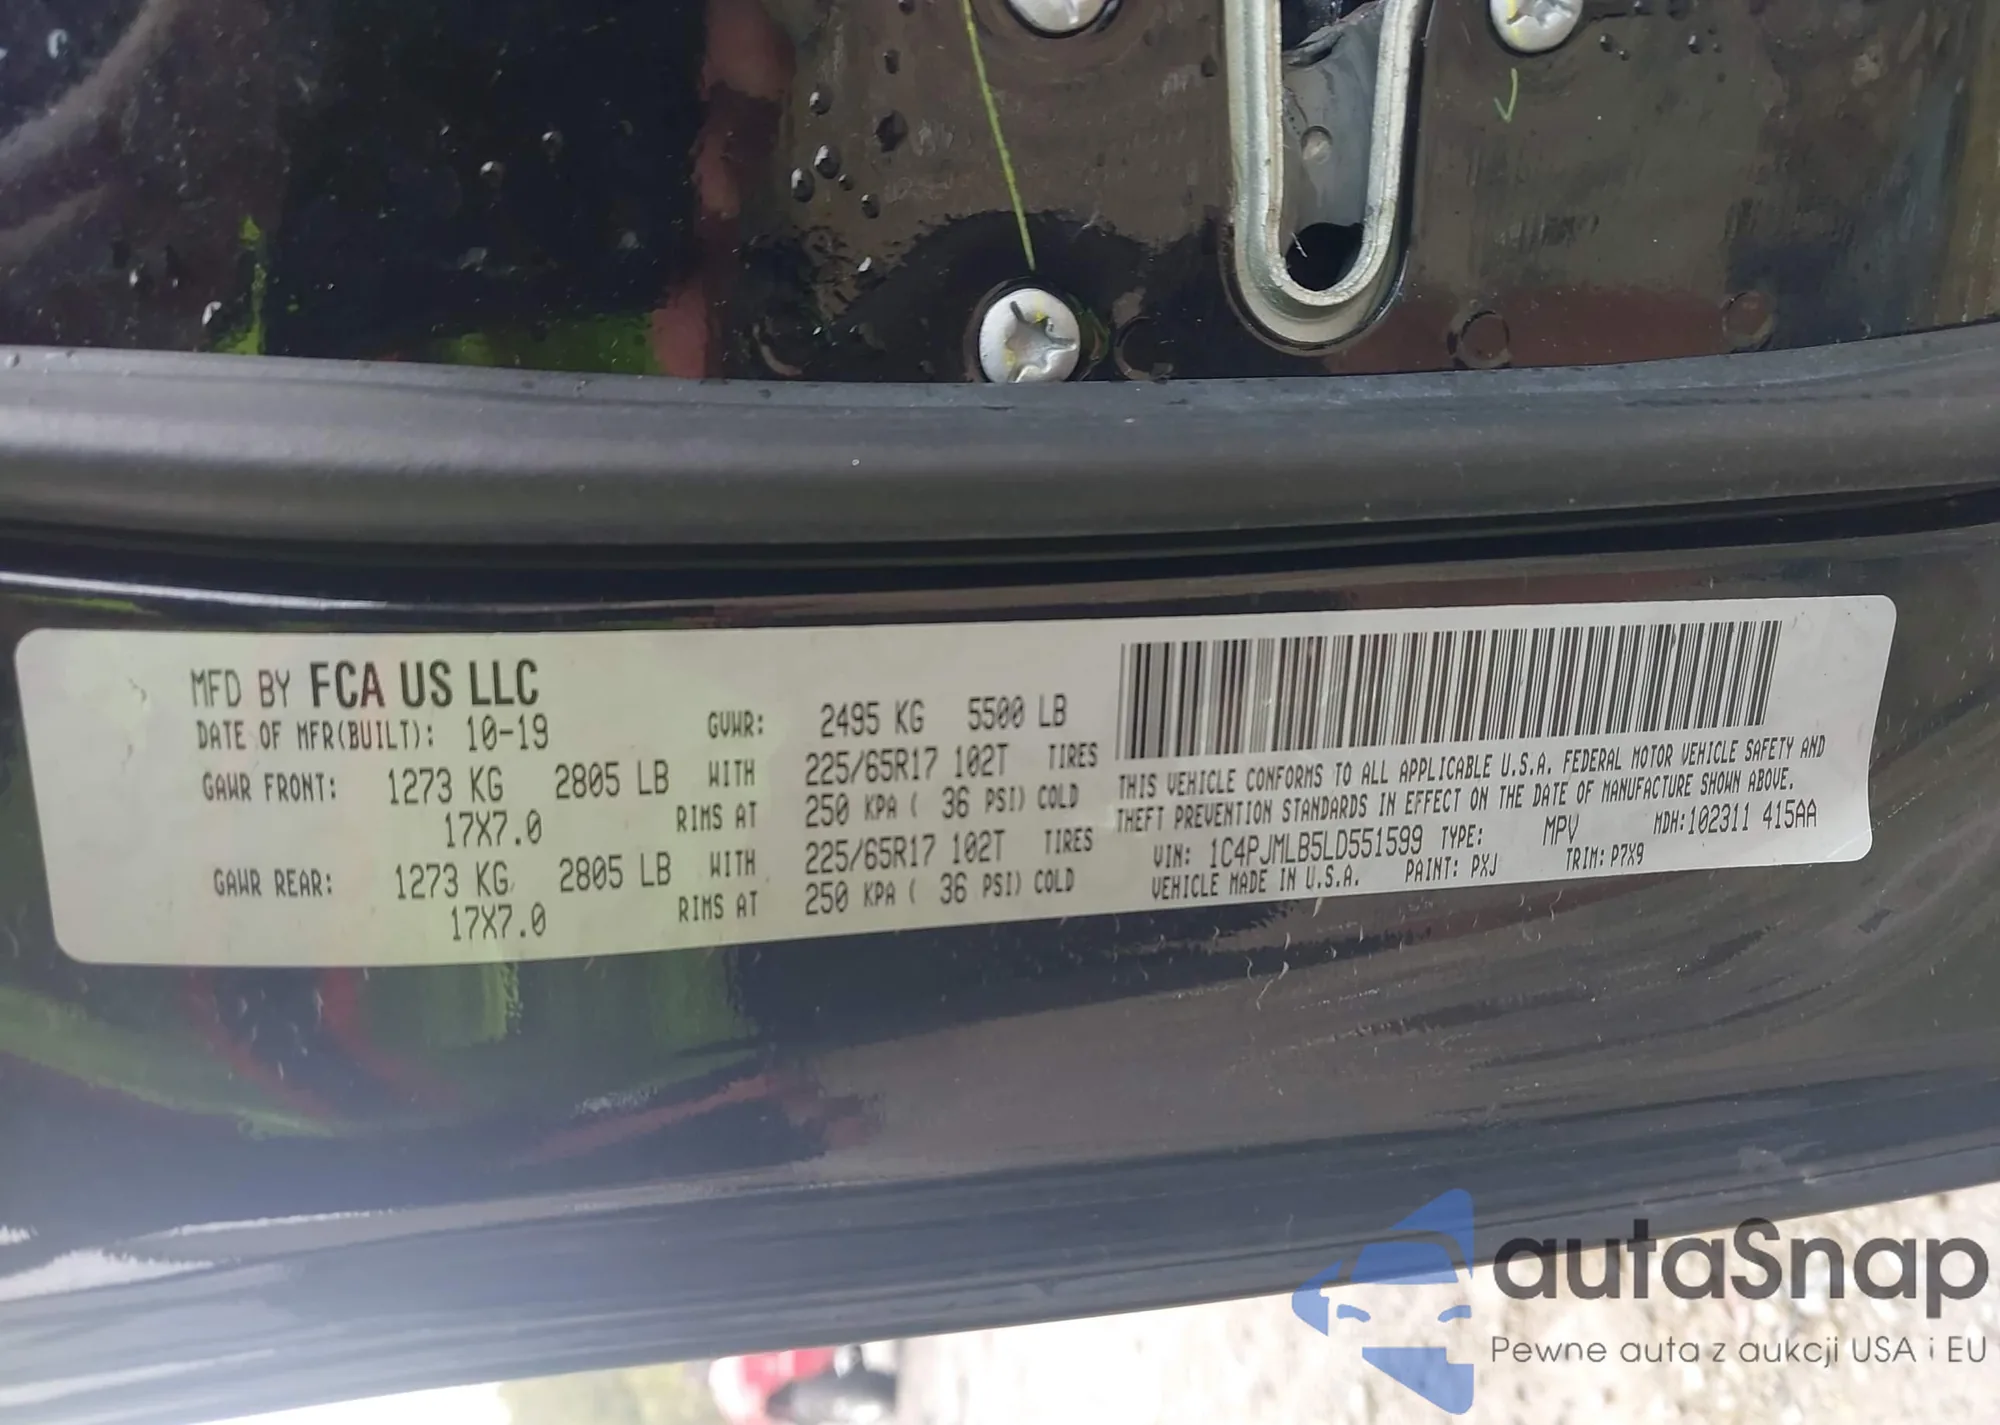 MFD BY FCA US LLC
DATE OF MFR(BUILT): 10-19 GVWR: 2495 KG 5500 LB
GAWR FRONT: 1273 KG 2805 LB WITH 225/65R17 102T TIRES
17X7.0 RIMS AT 250 KPA ( 36 PSI) COLD
GAWR REAR: 1273 KG 2805 LB WITH 225/65R17 102T TIRES
17X7.0 RIMS AT 250 KPA ( 36 PSI) COLD
THIS VEHICLE CONFORMS TO ALL APPLICABLE U.S.A. FEDERAL MOTOR VEHICLE SAFETY AND
THEFT PREVENTION STANDARDS IN EFFECT ON THE DATE OF MANUFACTURE SHOWN ABOVE.
VIN: 1C4PJMLB5LD551599 TYPE: MPV MDH:102311 415AA
VEHICLE MADE IN U.S.A. PAINT: PXJ TRIM: P7X9
autaSnap
Pewne auta z aukcji USA i EU